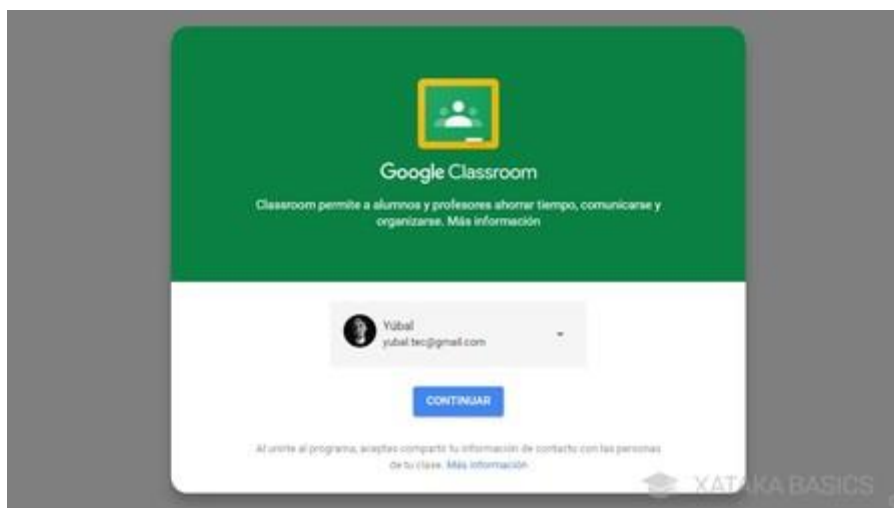 Google Classroom
Classroom permite a alumnos y profesores ahorrar tiempo, comunicarse y
organizarse. Más información
Yúbal
yubal.tec@gmail.com
CONTINUAR
Al unirte al programa, aceptas compartir tu información de contacto con las personas
de tu clase. Más información
XATAKA BASICS